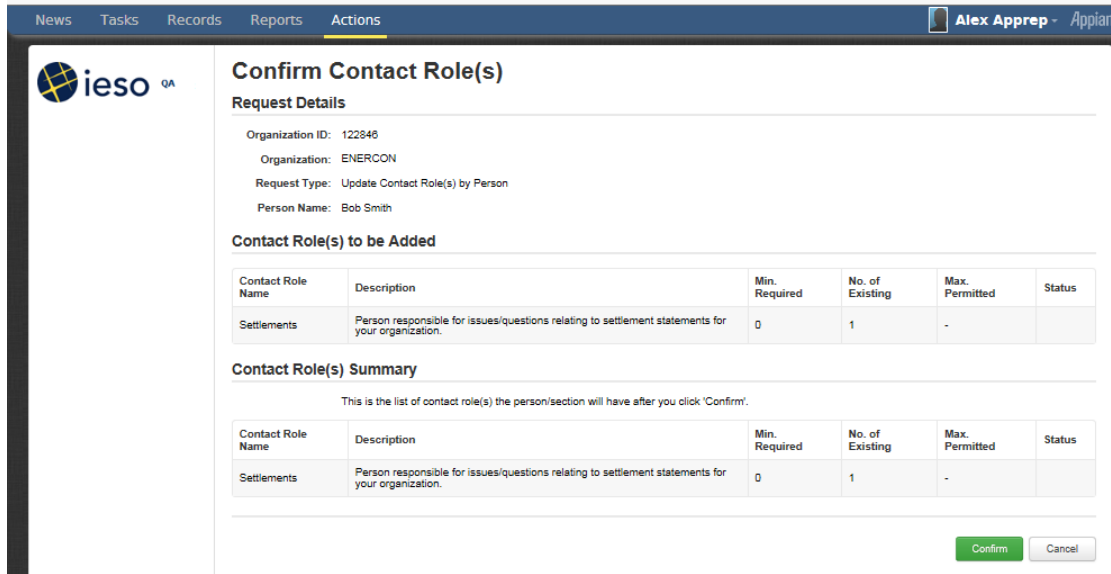 News Tasks Records Reports Actions Alex Apprep Appian
ieso QA
Confirm Contact Role(s)
Request Details
Organization ID: 122846
Organization: ENERCON
Request Type: Update Contact Role(s) by Person
Person Name: Bob Smith
Contact Role(s) to be Added
Contact Role Name Description Min. Required No. of Existing Max. Permitted Status
Settlements Person responsible for issues/questions relating to settlement statements for
your organization. 0 1 -
Contact Role(s) Summary
This is the list of contact role(s) the person/section will have after you click 'Confirm'.
Contact Role Name Description Min. Required No. of Existing Max. Permitted Status
Settlements Person responsible for issues/questions relating to settlement statements for
your organization. 0 1 -
Confirm Cancel